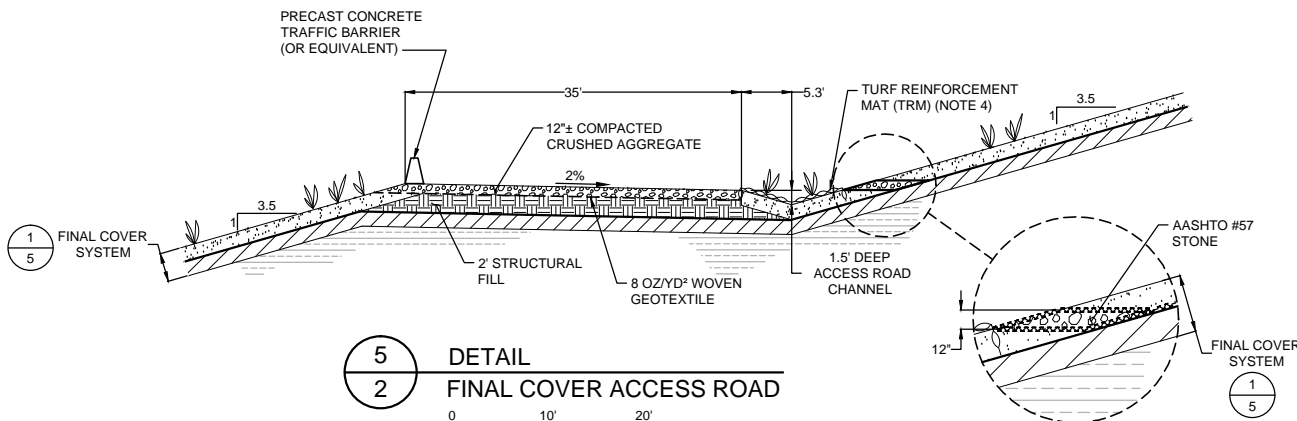 PRECAST CONCRETE
TRAFFIC BARRIER
(OR EQUIVALENT)
35'
5.3'
TURF REINFORCEMENT
MAT (TRM) (NOTE 4)
3.5
1
12"± COMPACTED
CRUSHED AGGREGATE
2%
3.5
1
1
5
FINAL COVER
SYSTEM
2' STRUCTURAL
FILL
8 OZ/YD² WOVEN
GEOTEXTILE
1.5' DEEP
ACCESS ROAD
CHANNEL
AASHTO #57
STONE
12"
FINAL COVER
SYSTEM
1
5
5
2
DETAIL
FINAL COVER ACCESS ROAD
0 10' 20'